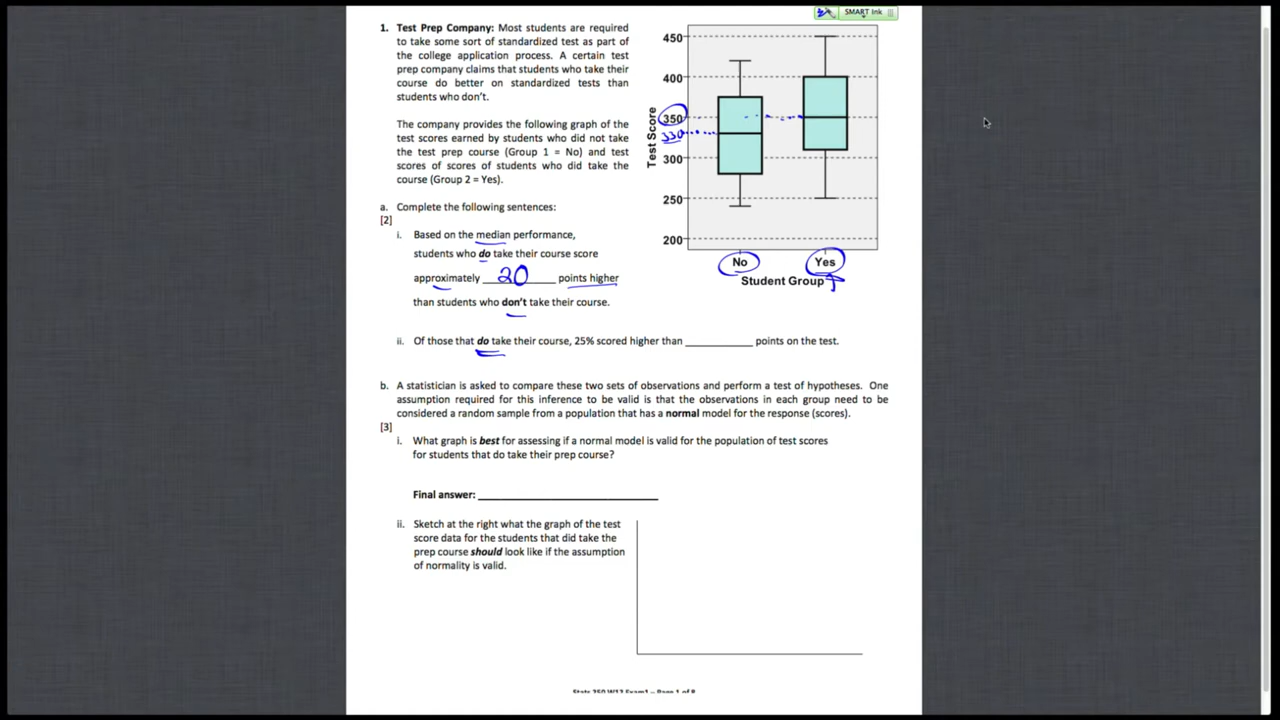 SMART Ink
1. Test Prep Company: Most students are required
to take some sort of standardized test as part of
the college application process. A certain test
prep company claims that students who take their
course do better on standardized tests than
students who don't.
The company provides the following graph of the
test scores earned by students who did not take
the test prep course (Group 1 = No) and test
scores of scores of students who did take the
course (Group 2 = Yes).
450
400
350
330
300
250
200
Test Score
No Yes
Student Group
a. Complete the following sentences:
[2]
i. Based on the median performance,
students who do take their course score
approximately 20 points higher
than students who don't take their course.
ii. Of those that do take their course, 25% scored higher than ____________ points on the test.
b. A statistician is asked to compare these two sets of observations and perform a test of hypotheses. One
assumption required for this inference to be valid is that the observations in each group need to be
considered a random sample from a population that has a normal model for the response (scores).
[3]
i. What graph is best for assessing if a normal model is valid for the population of test scores
for students that do take their prep course?
Final answer: ______________________________
ii. Sketch at the right what the graph of the test
score data for the students that did take the
prep course should look like if the assumption
of normality is valid.